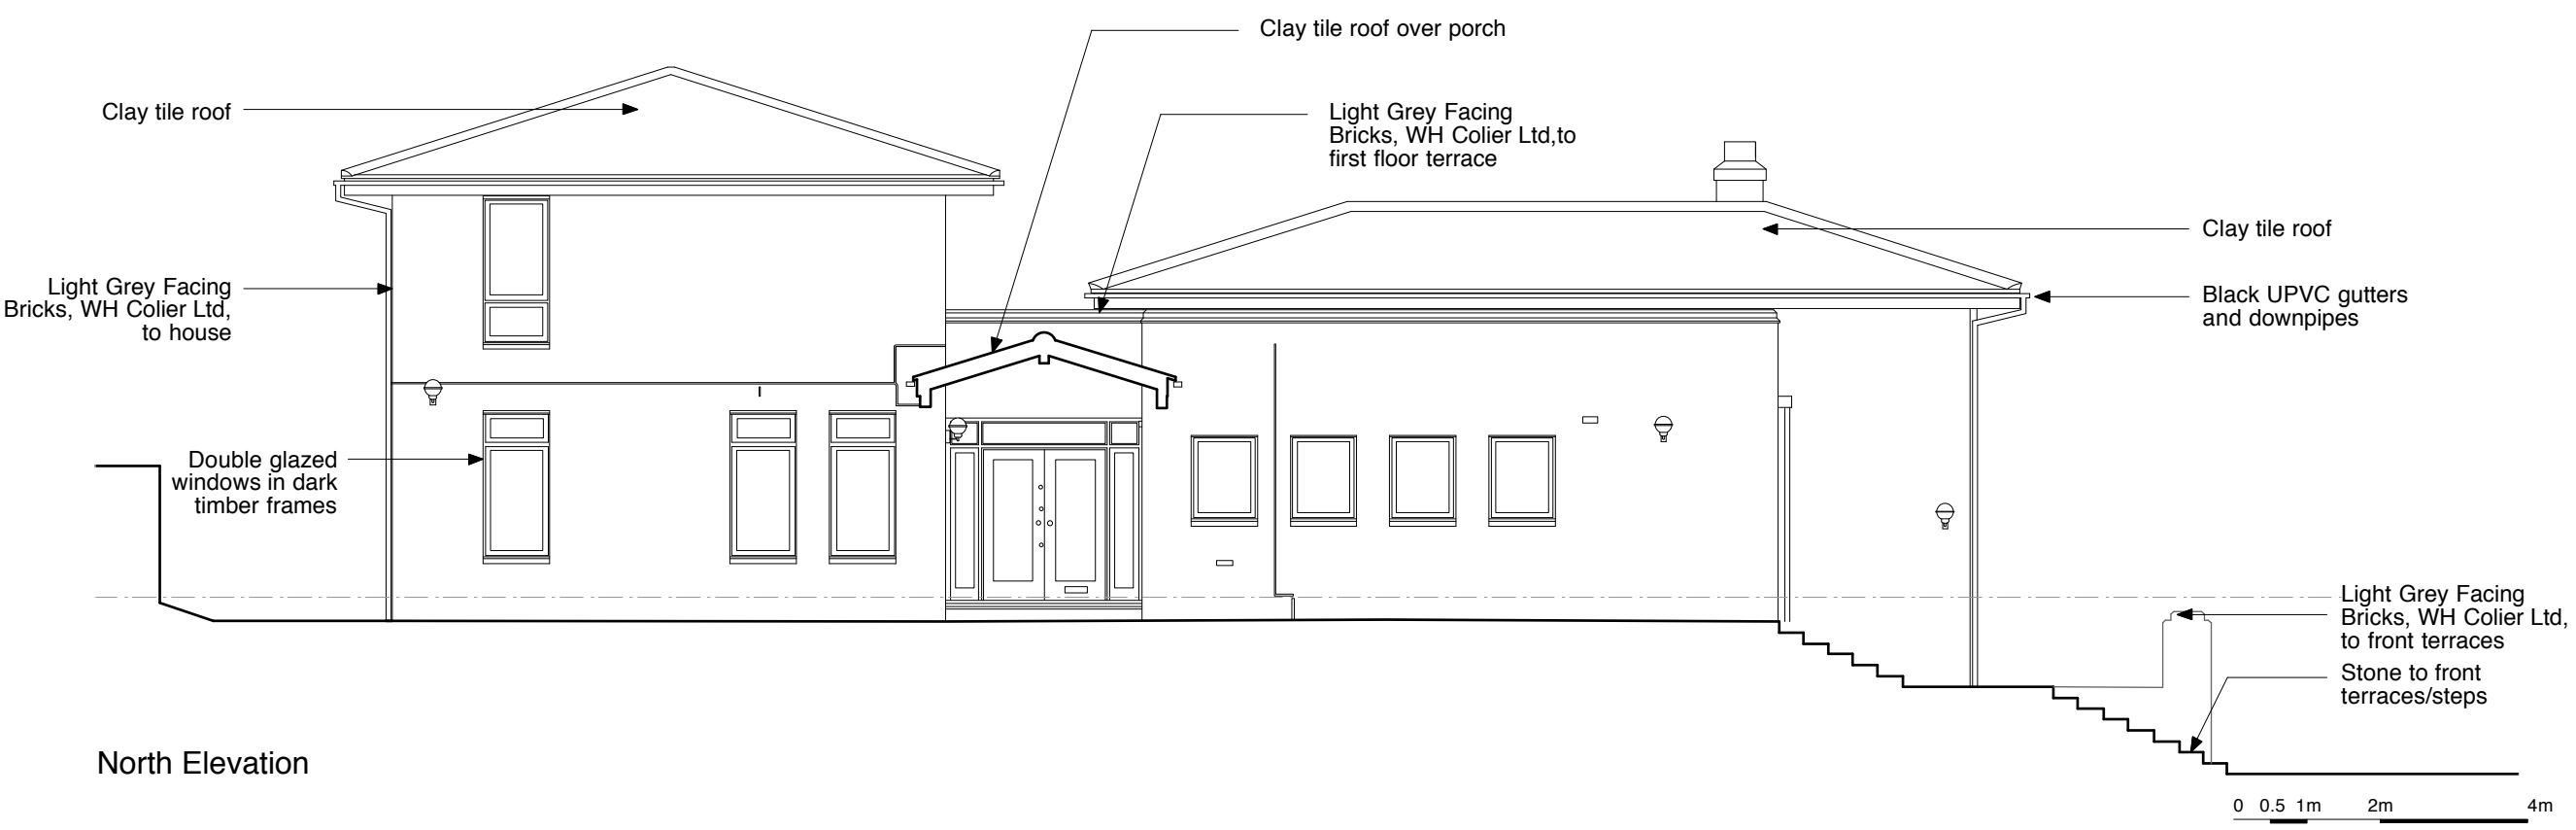 Clay tile roof over porch
Clay tile roof
Light Grey Facing
Bricks, WH Colier Ltd,to
first floor terrace
Clay tile roof
Light Grey Facing
Bricks, WH Colier Ltd,
to house
Black UPVC gutters
and downpipes
Double glazed
windows in dark
timber frames
Light Grey Facing
Bricks, WH Colier Ltd,
to front terraces
Stone to front
terraces/steps
North Elevation
0 0.5 1m 2m 4m